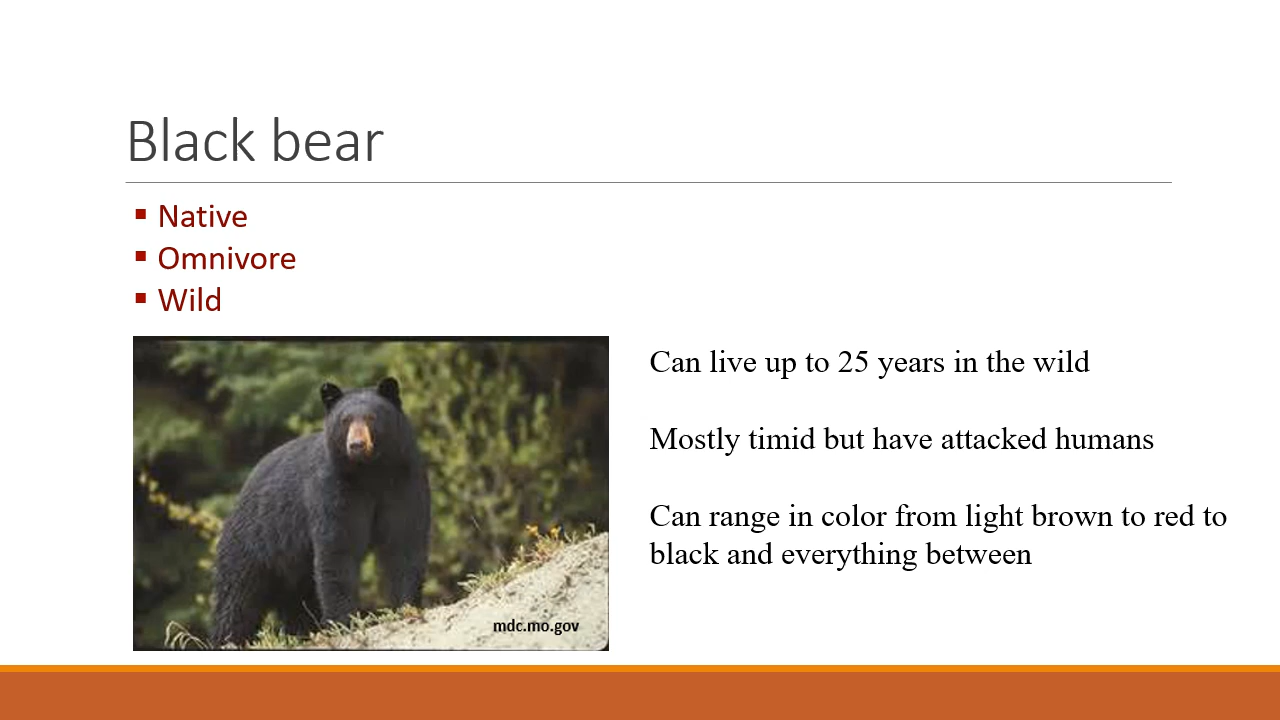 Black bear
Native
Omnivore
Wild
Can live up to 25 years in the wild
Mostly timid but have attacked humans
Can range in color from light brown to red to
black and everything between
mdc.mo.gov